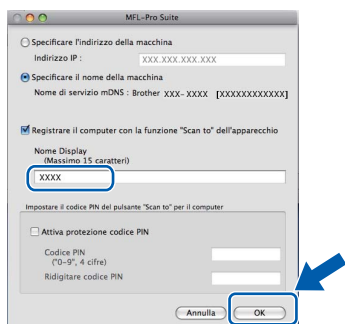 MFL-Pro Suite
Specificare l'indirizzo della macchina
Indirizzo IP : XXX.XXX.XXX.XXX
Specificare il nome della macchina
Nome di servizio mDNS : Brother XXX- XXXX [XXXXXXXXXXXX]
Registrare il computer con la funzione "Scan to" dell'apparecchio
Nome Display
(Massimo 15 caratteri)
XXXX
Impostare il codice PIN del pulsante "Scan to" per il computer
Attiva protezione codice PIN
Codice PIN
("0-9", 4 cifre)
Ridigitare codice PIN
Annulla OK